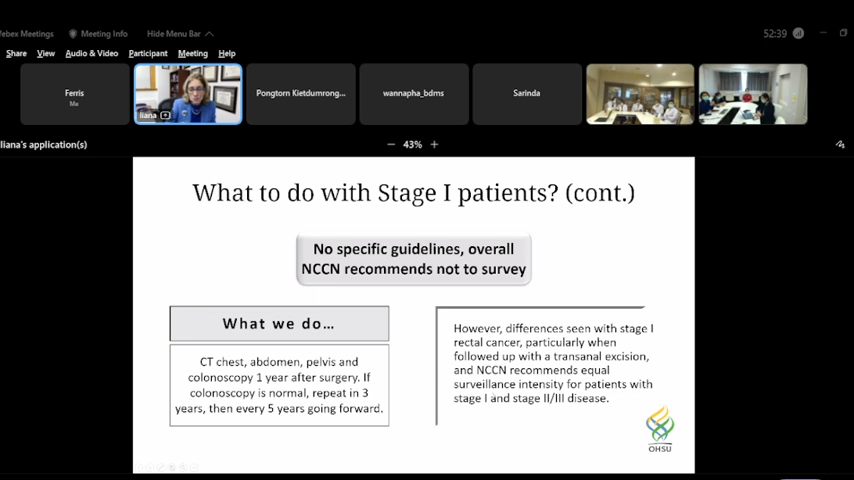 ebex Meetings Meeting Info Hide Menu Bar 52:39
Share View Audio & Video Participant Meeting Help
Ferris
Me
liana
Pongtorn Kietdumrong...
wannapha_bdms
Sarinda
liana's application(s) − 43% +
What to do with Stage I patients? (cont.)
No specific guidelines, overall
NCCN recommends not to survey
What we do...
CT chest, abdomen, pelvis and
colonoscopy 1 year after surgery. If
colonoscopy is normal, repeat in 3
years, then every 5 years going forward.
However, differences seen with stage I
rectal cancer, particularly when
followed up with a transanal excision,
and NCCN recommends equal
surveillance intensity for patients with
stage I and stage II/III disease.
OHSU